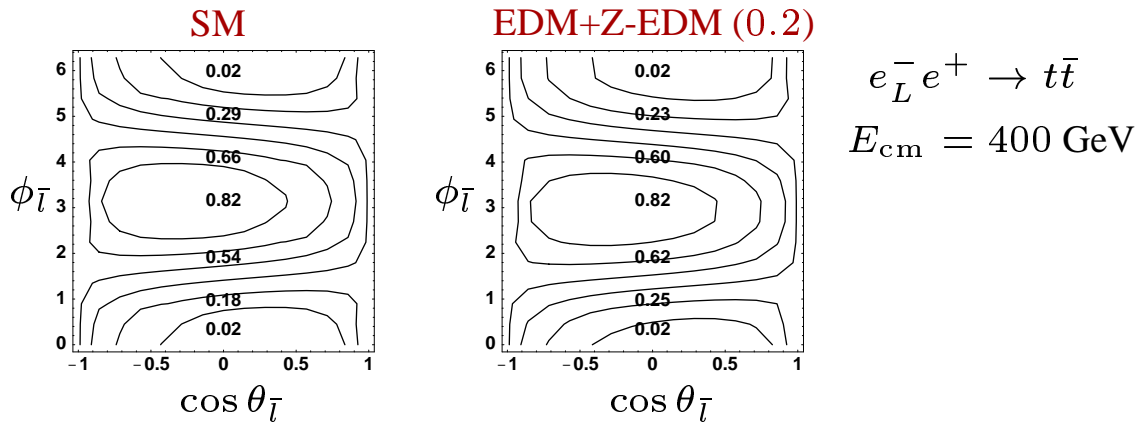 SM
6
5
4
3
2
1
0
0.02
0.29
0.66
0.82
0.54
0.18
0.02
−1 −0.5 0 0.5 1
ϕ_l̄
cos θ_l̄
EDM+Z-EDM (0.2)
6
5
4
3
2
1
0
0.02
0.23
0.60
0.82
0.62
0.25
0.02
−1 −0.5 0 0.5 1
ϕ_l̄
cos θ_l̄
e_L^- e^+ → t t̄
E_cm = 400 GeV